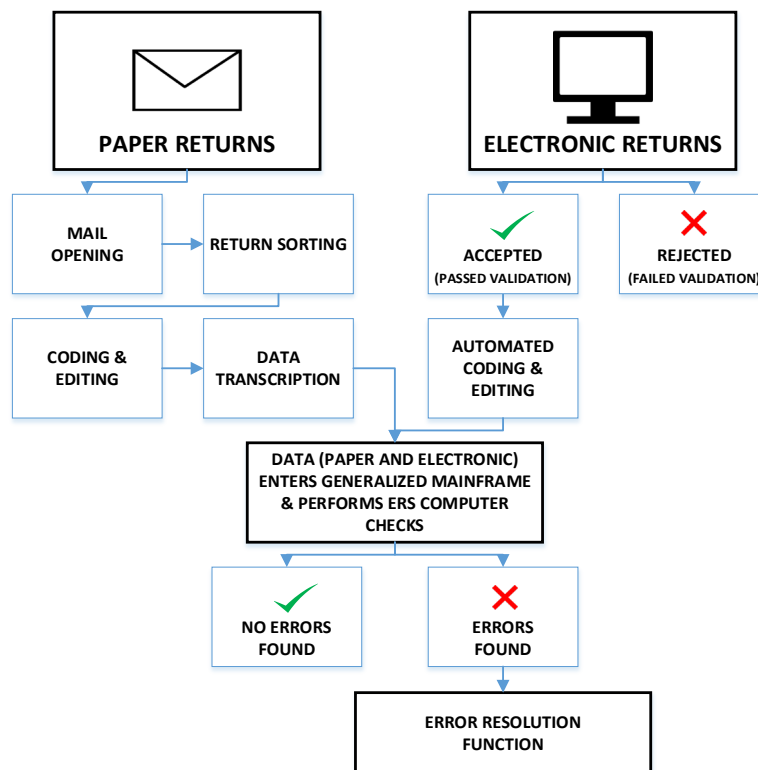 PAPER RETURNS
ELECTRONIC RETURNS
MAIL
OPENING
RETURN SORTING
ACCEPTED
(PASSED VALIDATION)
REJECTED
(FAILED VALIDATION)
CODING &
EDITING
DATA
TRANSCRIPTION
AUTOMATED
CODING &
EDITING
DATA (PAPER AND ELECTRONIC)
ENTERS GENERALIZED MAINFRAME
& PERFORMS ERS COMPUTER
CHECKS
NO ERRORS
FOUND
ERRORS
FOUND
ERROR RESOLUTION
FUNCTION